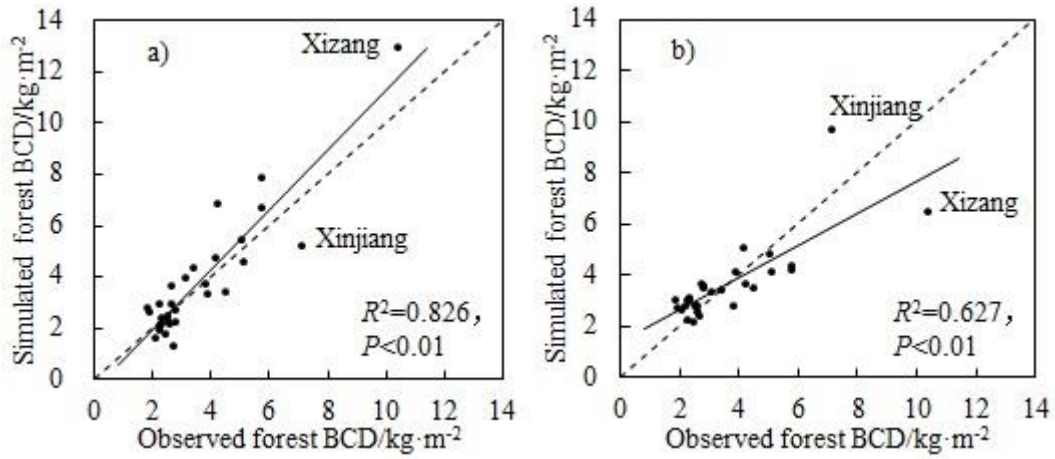 a)
Xizang
Xinjiang
R²=0.826，
P<0.01
14
12
10
8
6
4
2
0
0 2 4 6 8 10 12 14
Simulated forest BCD/kg·m⁻²
Observed forest BCD/kg·m⁻²
b)
Xinjiang
Xizang
R²=0.627，
P<0.01
14
12
10
8
6
4
2
0
0 2 4 6 8 10 12 14
Simulated forest BCD/kg·m⁻²
Observed forest BCD/kg·m⁻²